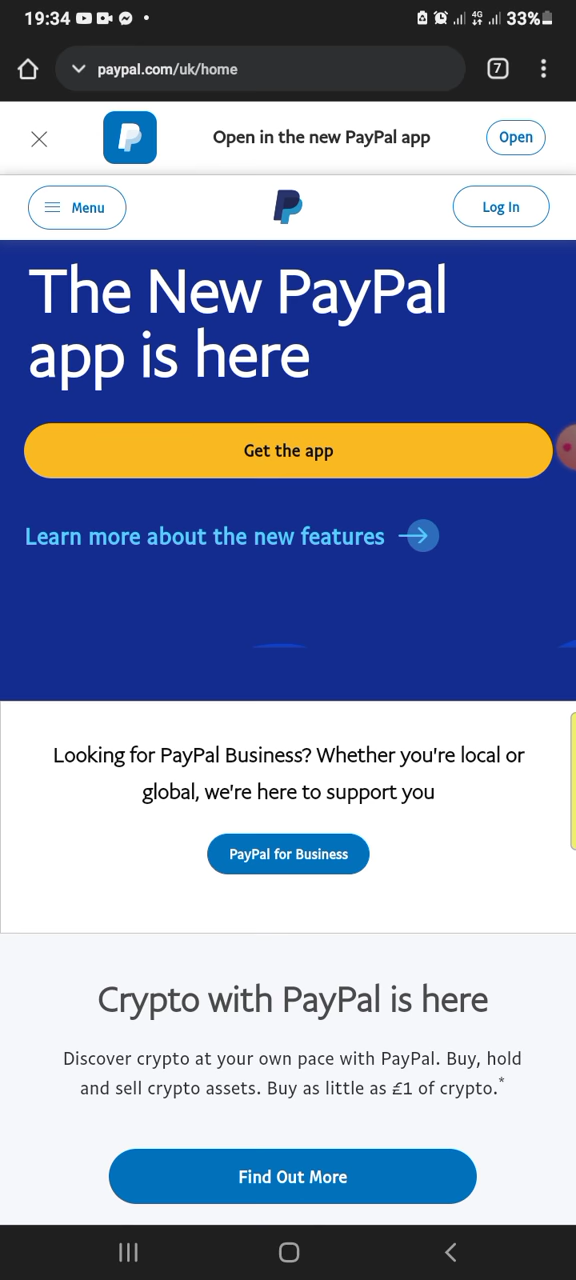 19:34 4G 33%
paypal.com/uk/home 7
Open in the new PayPal app Open
Menu Log In
The New PayPal
app is here
Get the app
Learn more about the new features
Looking for PayPal Business? Whether you're local or
global, we're here to support you
PayPal for Business
Crypto with PayPal is here
Discover crypto at your own pace with PayPal. Buy, hold
and sell crypto assets. Buy as little as £1 of crypto.*
Find Out More